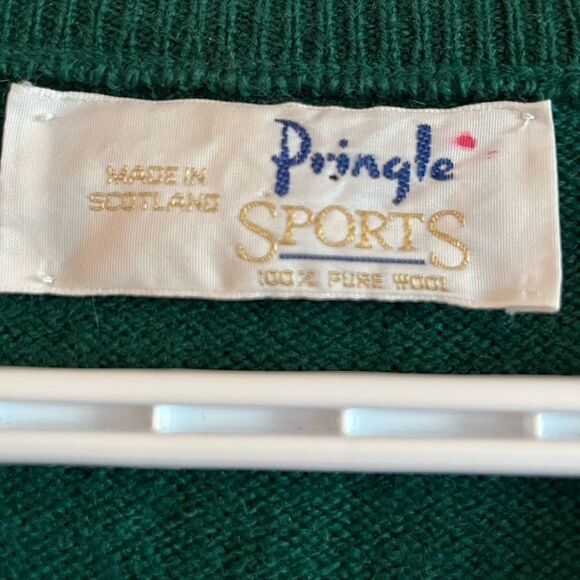 MADE IN
SCOTLAND
Pringle
SPORTS
100% PURE WOOL